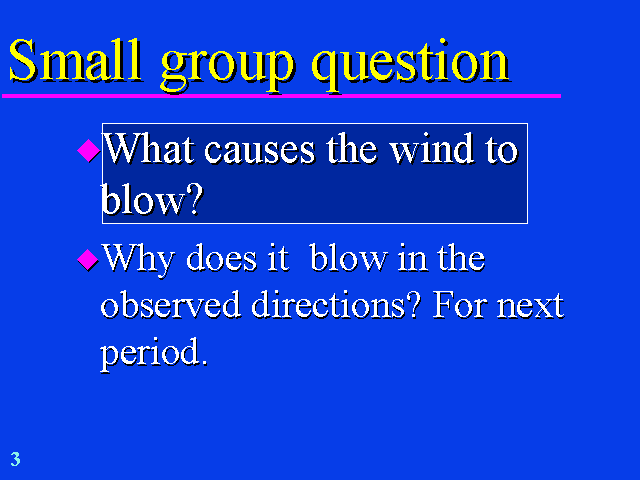 Small group question
What causes the wind to
blow?
Why does it  blow in the
observed directions? For next
period.
3